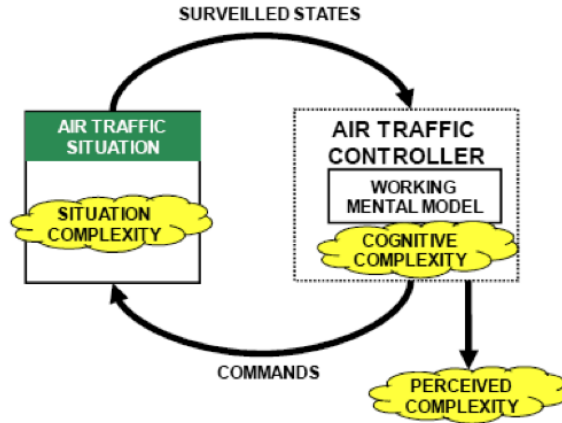 SURVEILLED STATES
AIR TRAFFIC
SITUATION
SITUATION
COMPLEXITY
AIR TRAFFIC
CONTROLLER
WORKING
MENTAL MODEL
COGNITIVE
COMPLEXITY
COMMANDS
PERCEIVED
COMPLEXITY